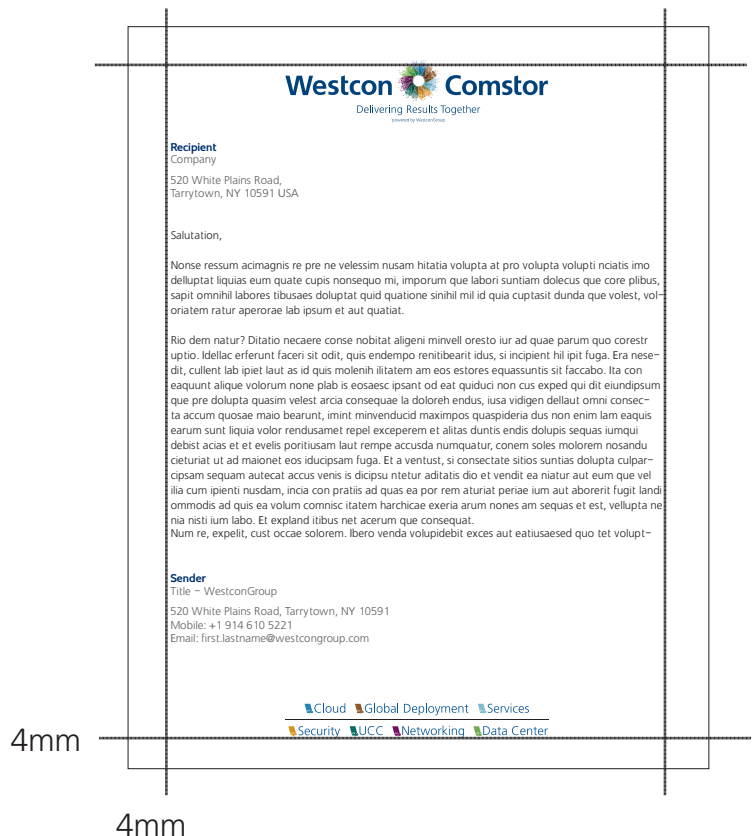 Westcon Comstor
Delivering Results Together
powered by WestconGroup
Recipient
Company
520 White Plains Road,
Tarrytown, NY 10591 USA
Salutation,
Nonse ressum acimagnis re pre ne velessim nusam hitatia volupta at pro volupta volupti nciatis imo
delluptat liquias eum quate cupis nonsequo mi, imporum que labori suntiam dolecus que core plibus,
sapit omnihil labores tibusaes doluptat quid quatione sinihil mil id quia cuptasit dunda que volest, vol-
oriatem ratur aperorae lab ipsum et aut quatiat.
Rio dem natur? Ditatio necaere conse nobitat aligeni minvell oresto iur ad quae parum quo corestr
uptio. Idellac erferunt faceri sit odit, quis endempo renitibearit idus, si incipient hil ipit fuga. Era nese-
dit, cullent lab ipiet laut as id quis molenih ilitatem am eos estores equassuntis sit faccabo. Ita con
eaquunt alique volorum none plab is eosaesc ipsant od eat quiduci non cus exped qui dit eiundipsum
que pre dolupta quasim velest arcia consequae la doloreh endus, iusa vidigen dellaut omni consec-
ta accum quosae maio bearunt, imint minvenducid maximpos quaspideria dus non enim lam eaquis
earum sunt liquia volor rendusamet repel exceperem et alitas duntis endis dolupis sequas iumqui
debist acias et et evelis poritiusam laut rempe accusda numquatur, conem soles molorem nosandu
cieturiat ut ad maionet eos iducipsam fuga. Et a ventust, si consectate sitios suntias dolupta culpar-
cipsam sequam autecat accus venis is dicipsu ntetur aditatis dio et vendit ea niatur aut eum que vel
ilia cum ipienti nusdam, incia con pratiis ad quas ea por rem aturiat periae ium aut aborerit fugit landi
ommodis ad quis ea volum comnisc itatem harchicae exeria arum nones am sequas et est, vellupta ne
nia nisti ium labo. Et expland itibus net acerum que consequat.
Num re, expelit, cust occae solorem. Ibero venda volupidebit exces aut eatiusaesed quo tet volupt-
Sender
Title - WestconGroup
520 White Plains Road, Tarrytown, NY 10591
Mobile: +1 914 610 5221
Email: first.lastname@westcongroup.com
Cloud Global Deployment Services
Security UCC Networking Data Center
4mm
4mm